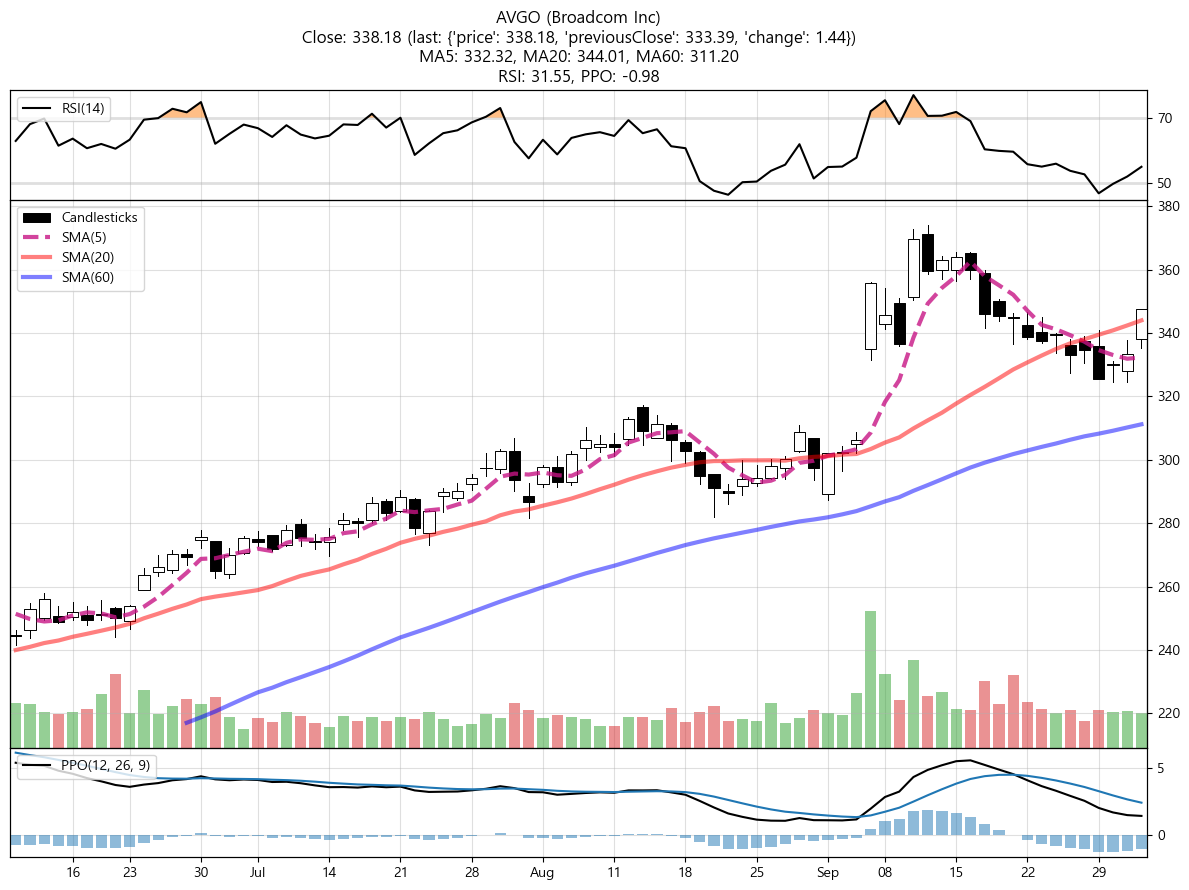 AVGO (Broadcom Inc)
Close: 338.18 (last: {'price': 338.18, 'previousClose': 333.39, 'change': 1.44})
MA5: 332.32, MA20: 344.01, MA60: 311.20
RSI: 31.55, PPO: -0.98
RSI(14)
70
50
Candlesticks
SMA(5)
SMA(20)
SMA(60)
380
360
340
320
300
280
260
240
220
PPO(12, 26, 9)
5
0
16 23 30 Jul 14 21 28 Aug 11 18 25 Sep 08 15 22 29